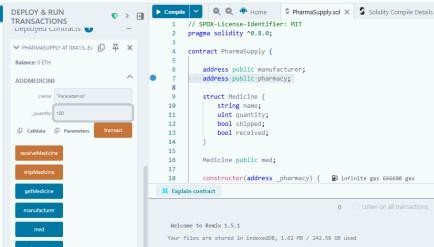 DEPLOY & RUN
TRANSACTIONS
Deployed Contracts
PHARMASUPPLY AT 0XA15...E
Balance: 0 ETH
ADDMEDICINE
_name: "Paracetamol"
_quantity: 100
Calldata
Parameters
transact
receiveMedicine
shipMedicine
getMedicine
manufacturer
med
Compile
Home
PharmaSupply.sol
Solidity Compile Details
1 // SPDX-License-Identifier: MIT
2 pragma solidity ^0.8.0;
3
4 contract PharmaSupply {
5
6 address public manufacturer;
7 address public pharmacy;
8
9 struct Medicine {
10 string name;
11 uint quantity;
12 bool shipped;
13 bool received;
14 }
15
16 Medicine public med;
17
18 constructor(address _pharmacy) { infinite gas 666600 gas
Explain contract
0
Listen on all transactions
Welcome to Remix 1.5.1
Your files are stored in indexedDB, 1.62 MB / 142.58 GB used